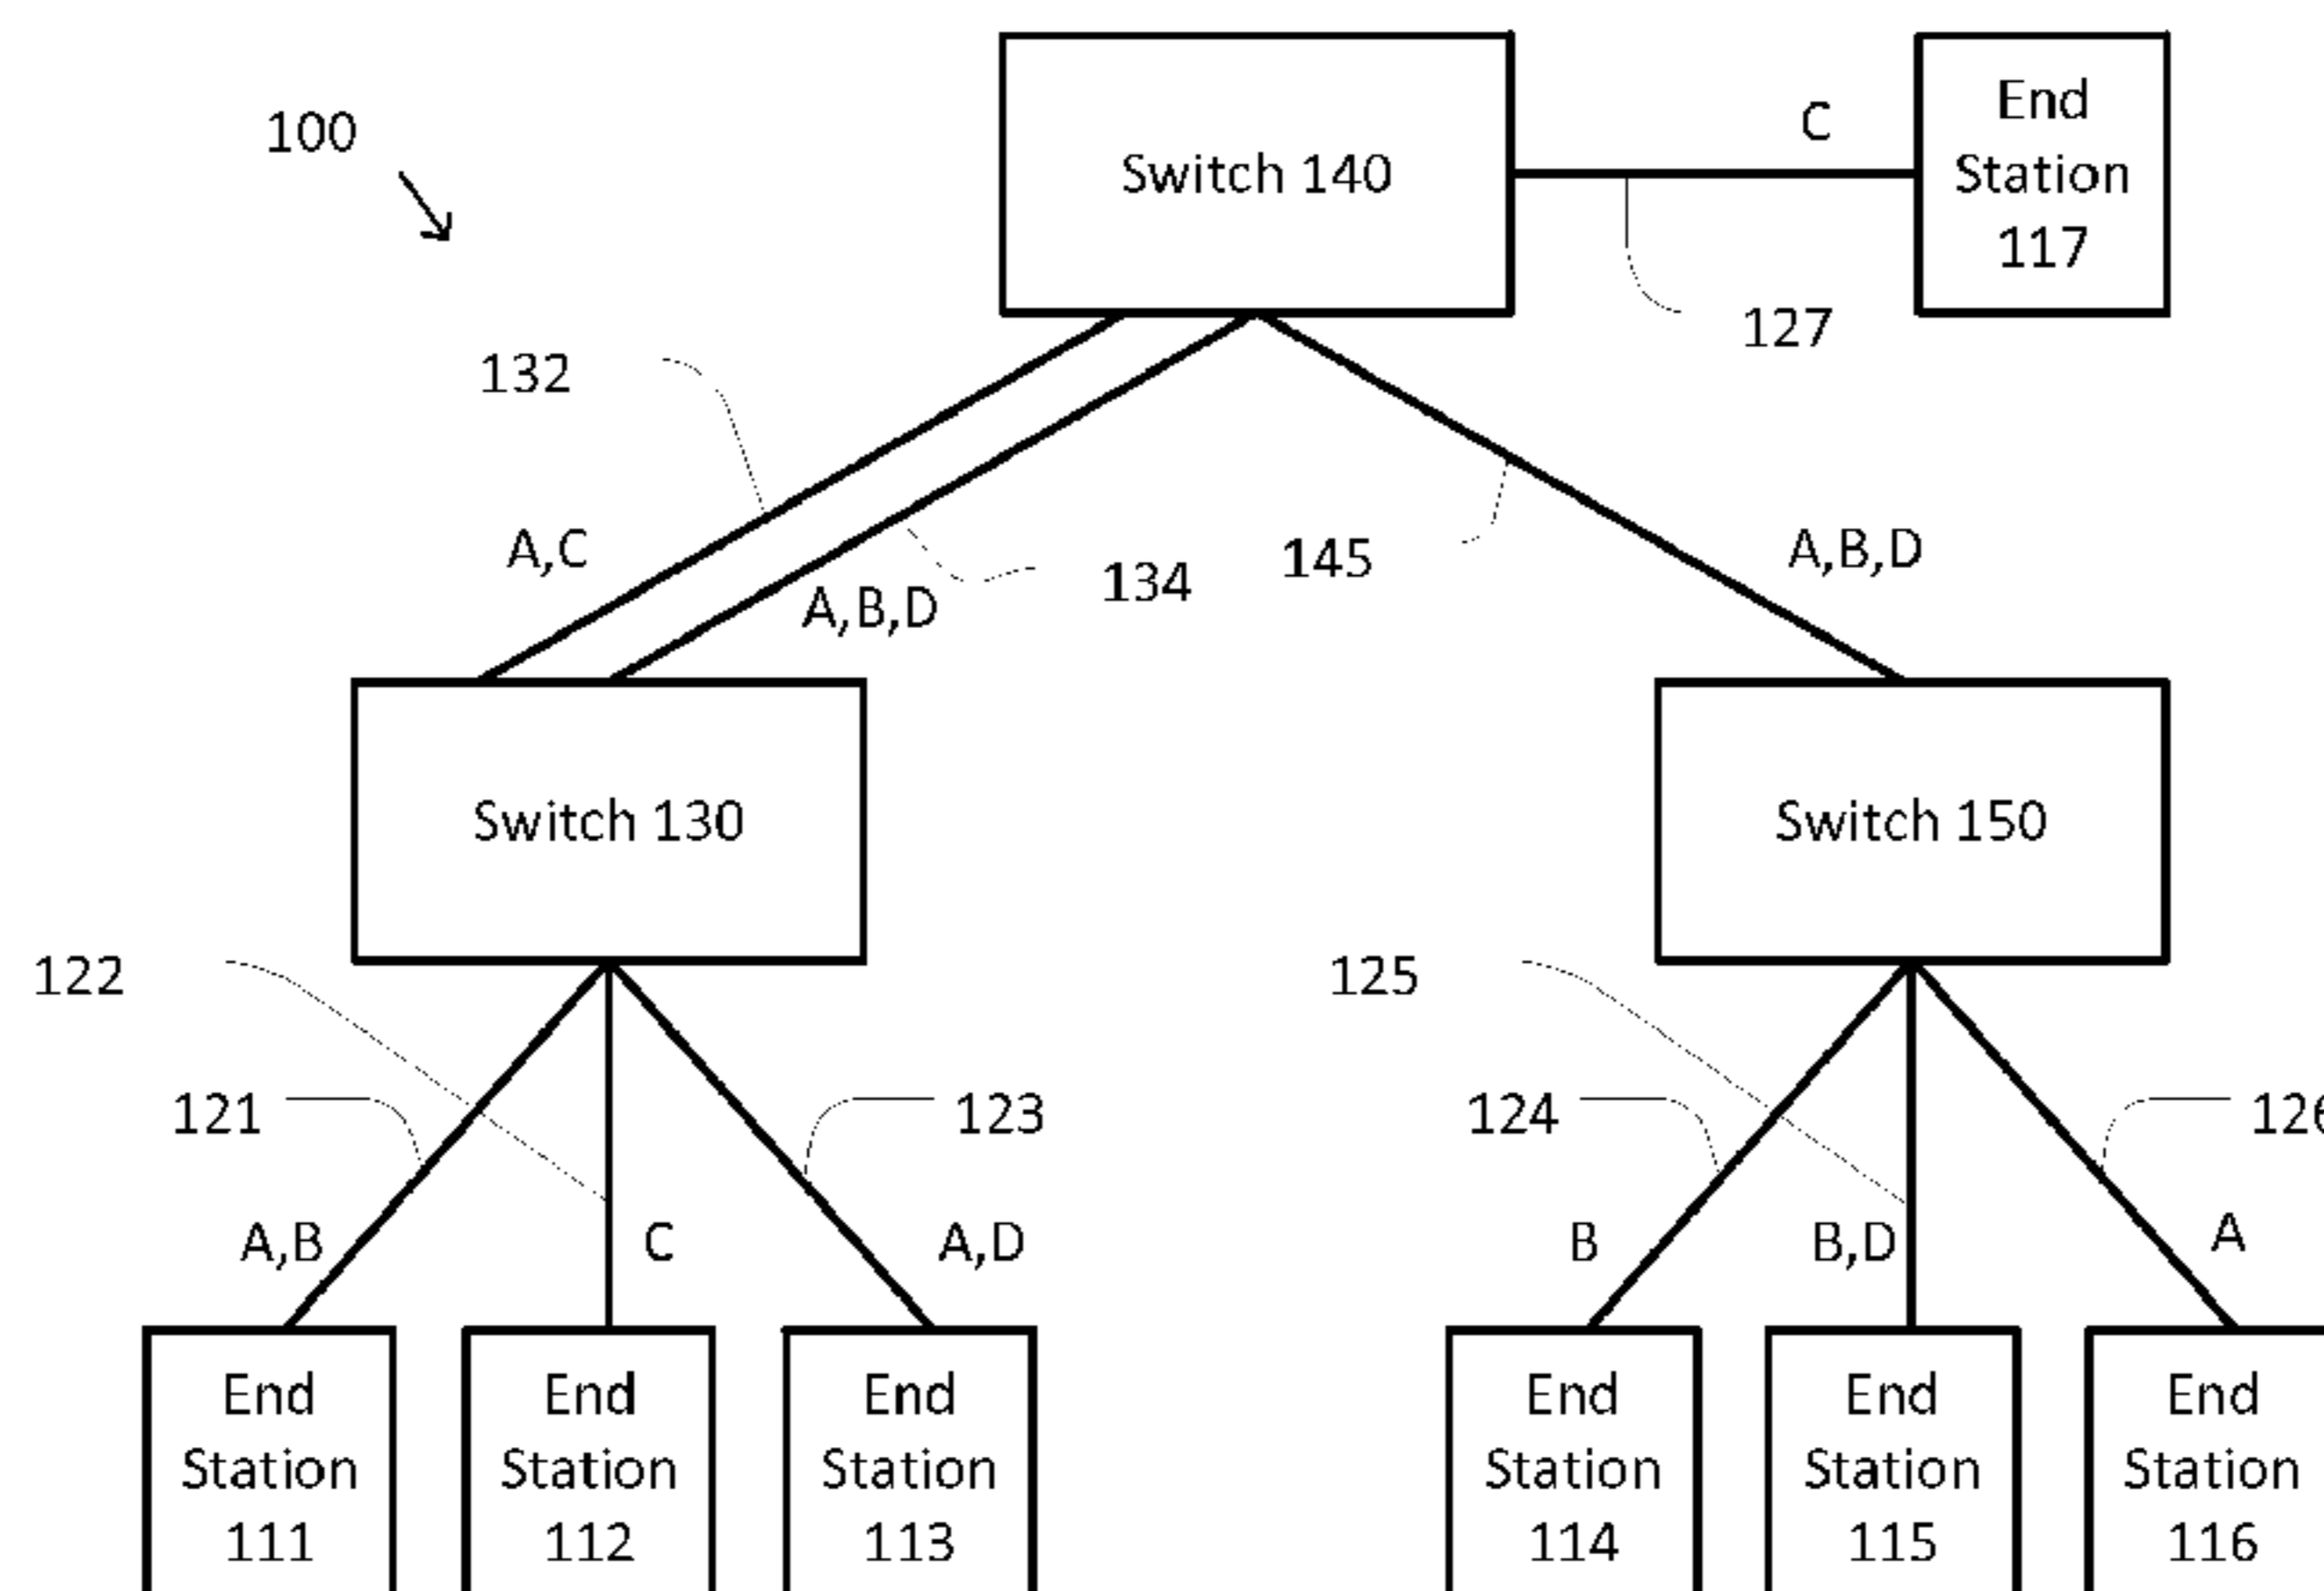 100
Switch 140
C
End
Station
117
127
132
A,C
134
A,B,D
145
A,B,D
Switch 130
Switch 150
122
125
121
123
124
A,B
C
A,D
B
B,D
A
End
Station
111
End
Station
112
End
Station
113
End
Station
114
End
Station
115
End
Station
116